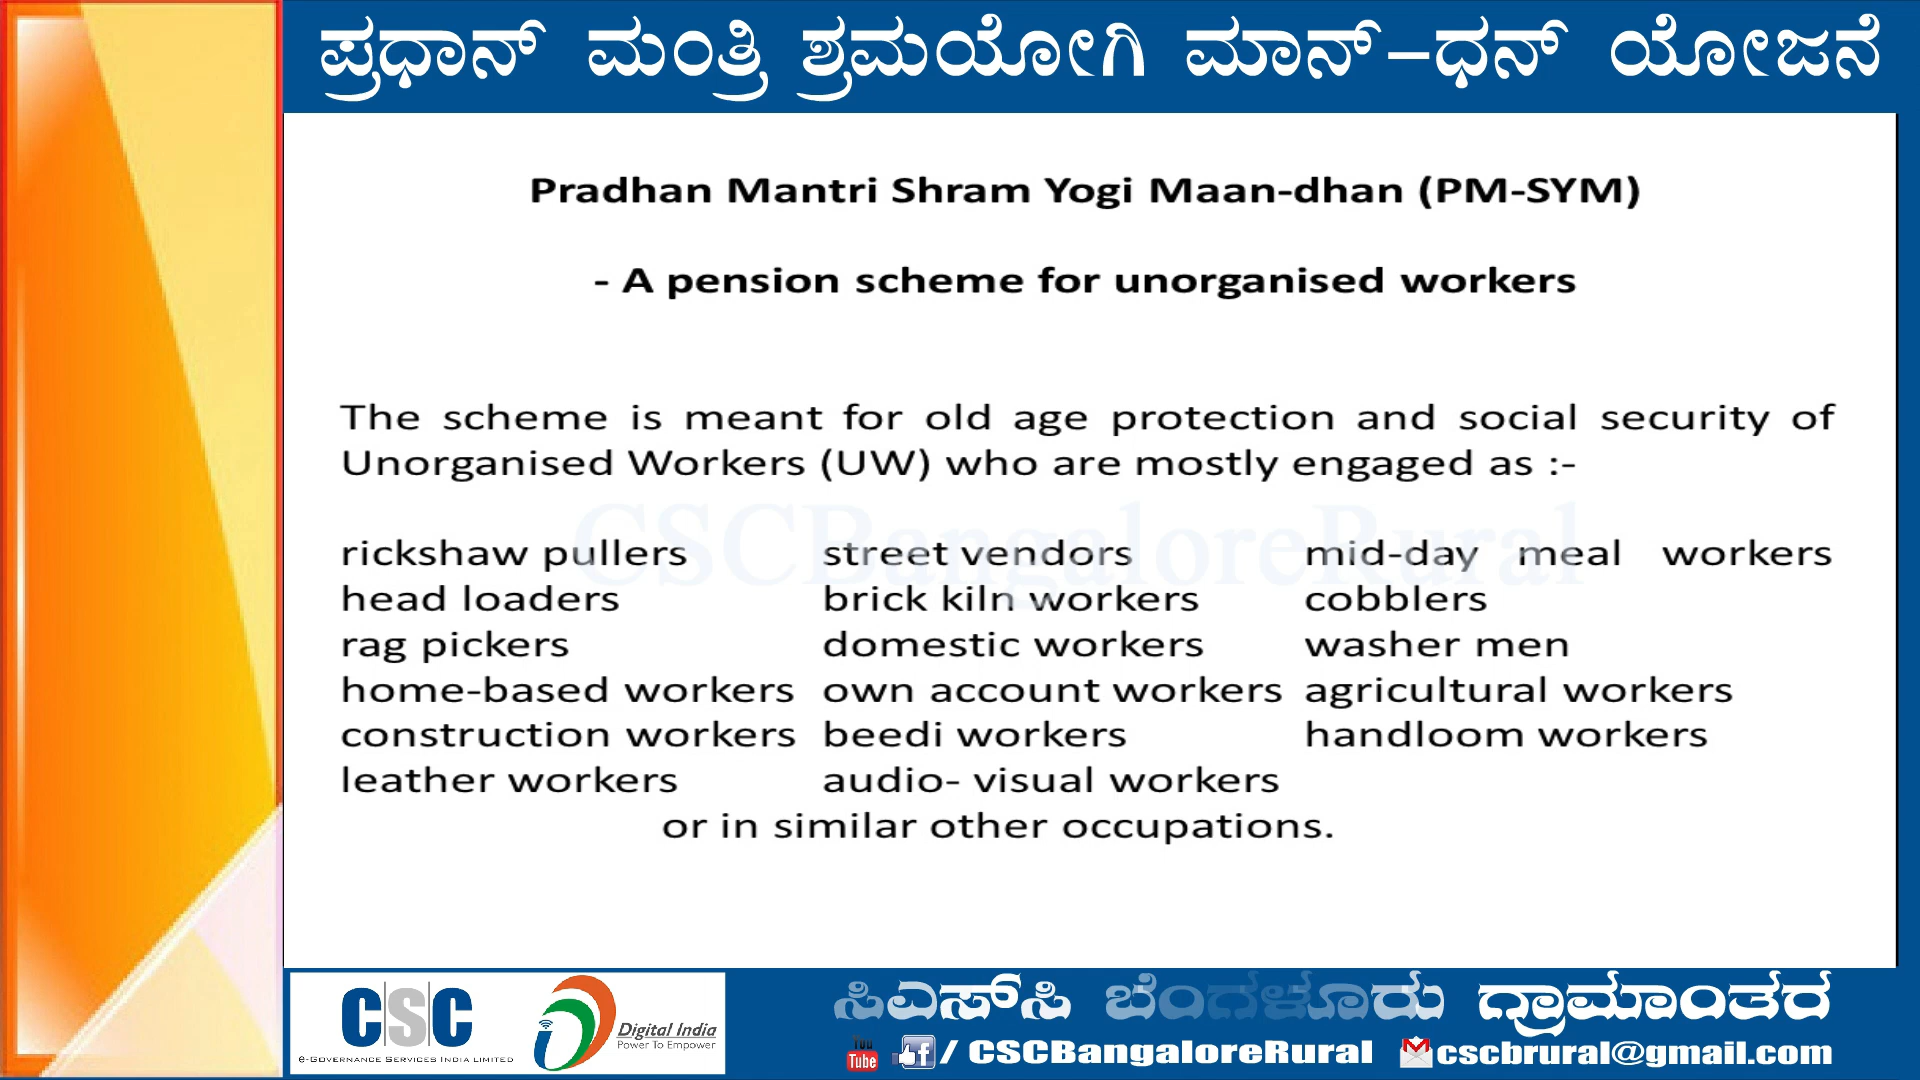 ಪ್ರಧಾನ್ ಮಂತ್ರಿ ಶ್ರಮಯೋಗಿ ಮಾನ್-ಧನ್ ಯೋಜನೆ
Pradhan Mantri Shram Yogi Maan-dhan (PM-SYM)
- A pension scheme for unorganised workers
The scheme is meant for old age protection and social security of
Unorganised Workers (UW) who are mostly engaged as :-
CSCBangaloreRural
rickshaw pullers street vendors mid-day meal workers
head loaders brick kiln workers cobblers
rag pickers domestic workers washer men
home-based workers own account workers agricultural workers
construction workers beedi workers handloom workers
leather workers audio- visual workers
or in similar other occupations.
CSC
e-Governance Services India Limited
Digital India
Power To Empower
ಸಿಎಸ್‌ಸಿ ಬೆಂಗಳೂರು ಗ್ರಾಮಾಂತರ
You Tube f / CSCBangaloreRural cscbrural@gmail.com